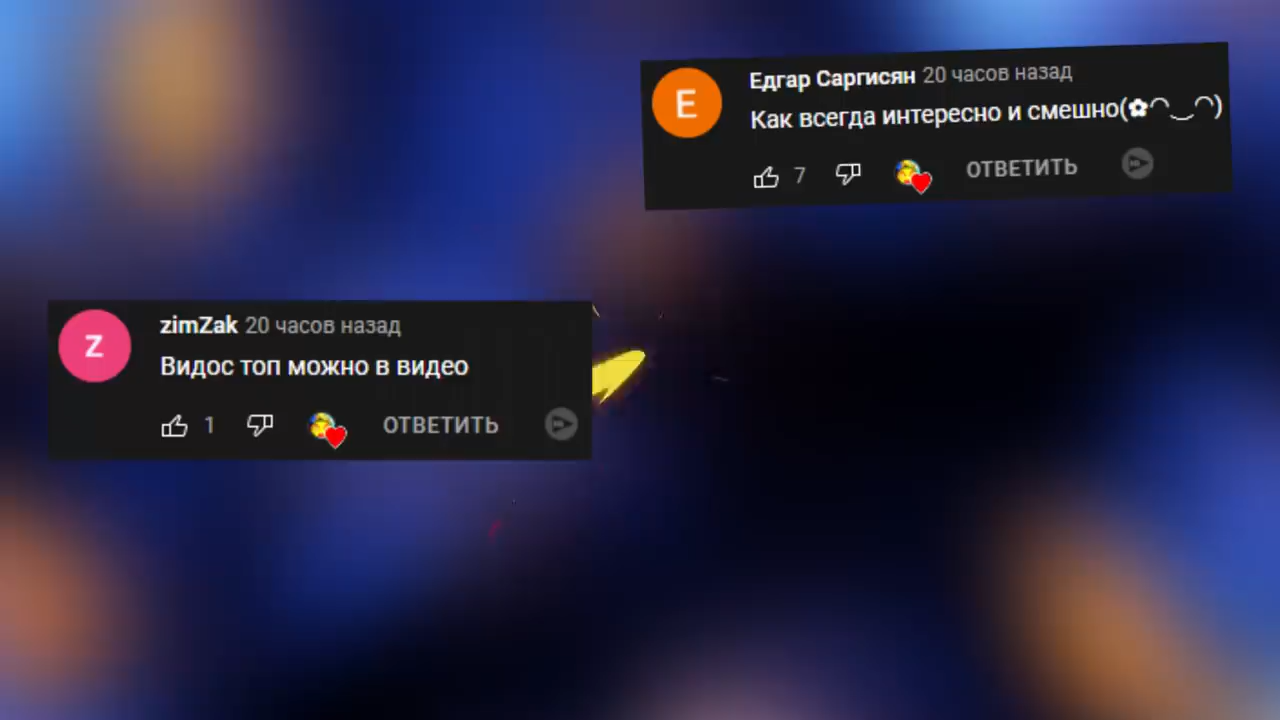 Едгар Саргисян 20 часов назад
Как всегда интересно и смешно(✿◠‿◠)
7 ОТВЕТИТЬ
E
zimZak 20 часов назад
Видос топ можно в видео
1 ОТВЕТИТЬ
Z